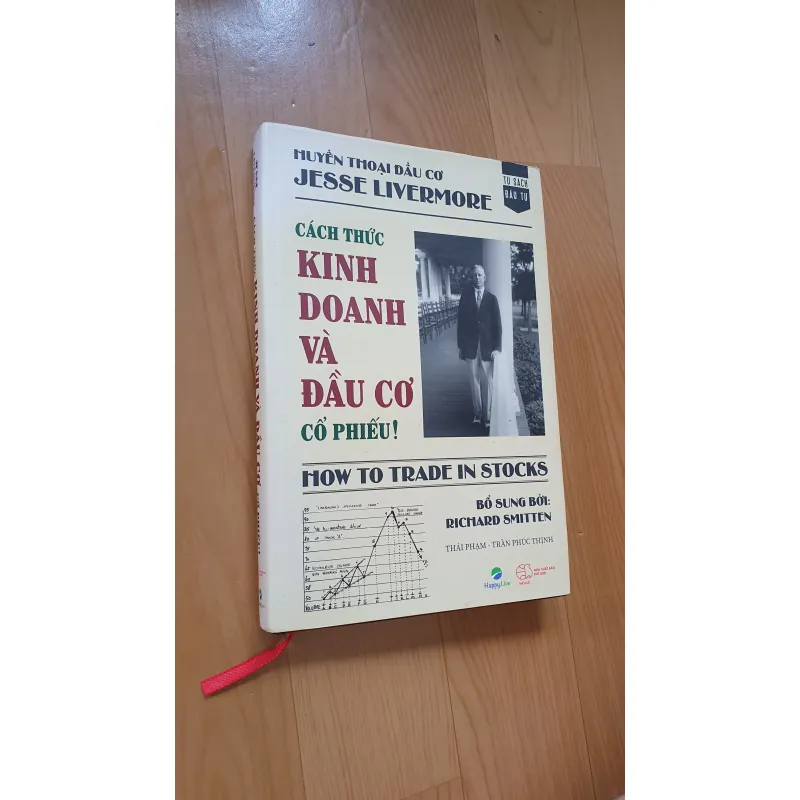 HUYỀN THOẠI ĐẦU CƠ
JESSE LIVERMORE
TỦ SÁCH
ĐẦU TƯ
CÁCH THỨC
KINH
DOANH
VÀ
ĐẦU CƠ
CỔ PHIẾU!
HOW TO TRADE IN STOCKS
BỔ SUNG BỞI:
RICHARD SMITTEN
THÁI PHẠM - TRẦN PHÚC THỊNH
HappyLive